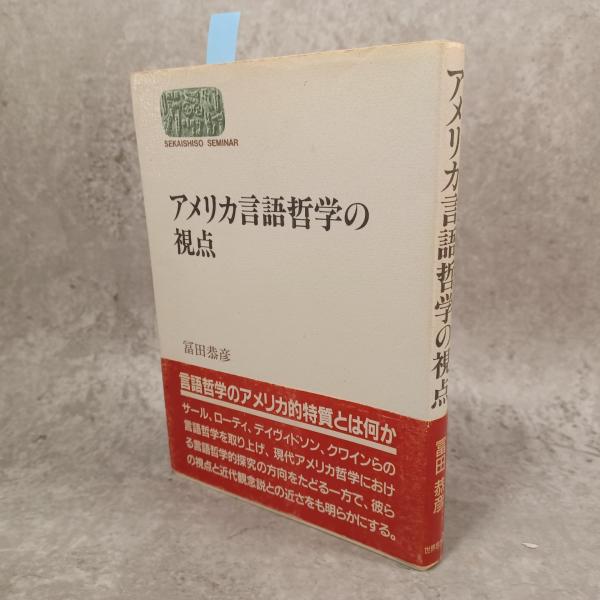 SEKAISHISO SEMINAR
アメリカ言語哲学の
視点
冨田恭彦
言語哲学のアメリカ的特質とは何か
サール、ローティ、デイヴィドソン、クワインらの
言語哲学を取り上げ、現代アメリカ哲学におけ
る言語哲学的探究の方向をたどる一方で、彼ら
の視点と近代観念説との近さをも明らかにする。
アメリカ言語哲学の視点
冨田恭彦